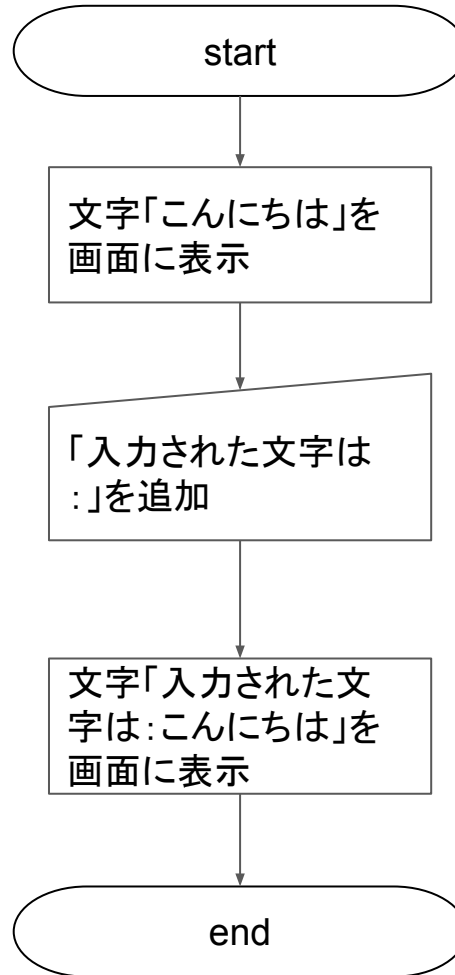 start
文字「こんにちは」を
画面に表示
「入力された文字は
：」を追加
文字「入力された文
字は：こんにちは」を
画面に表示
end